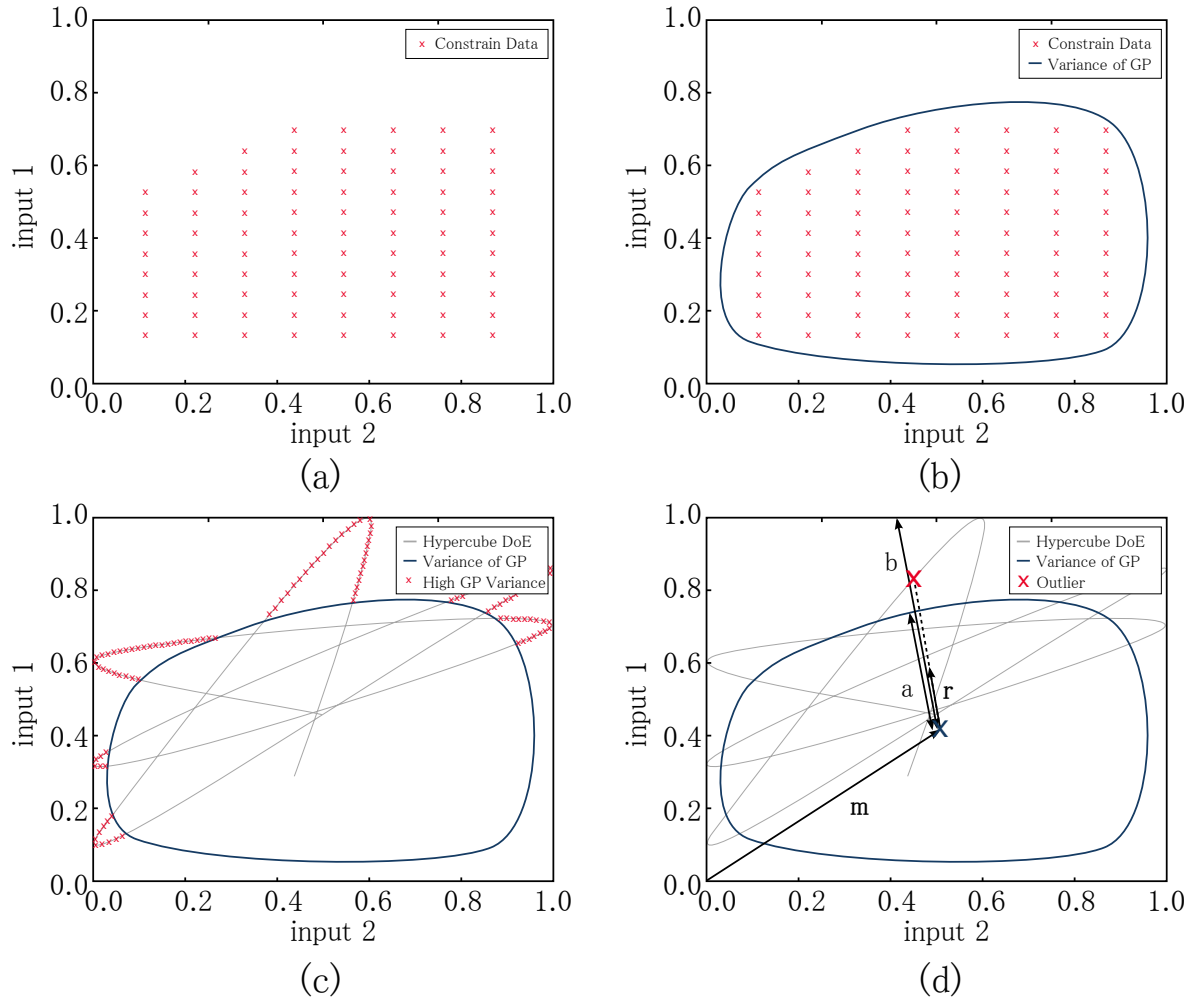 1.0
0.8
0.6
0.4
0.2
0.0
0.0 0.2 0.4 0.6 0.8 1.0
input 1
input 2
x Constrain Data
(a)
1.0
0.8
0.6
0.4
0.2
0.0
0.0 0.2 0.4 0.6 0.8 1.0
input 1
input 2
x Constrain Data
Variance of GP
(b)
1.0
0.8
0.6
0.4
0.2
0.0
0.0 0.2 0.4 0.6 0.8 1.0
input 1
input 2
Hypercube DoE
Variance of GP
x High GP Variance
(c)
1.0
0.8
0.6
0.4
0.2
0.0
0.0 0.2 0.4 0.6 0.8 1.0
input 1
input 2
Hypercube DoE
Variance of GP
x Outlier
b
a
r
m
(d)